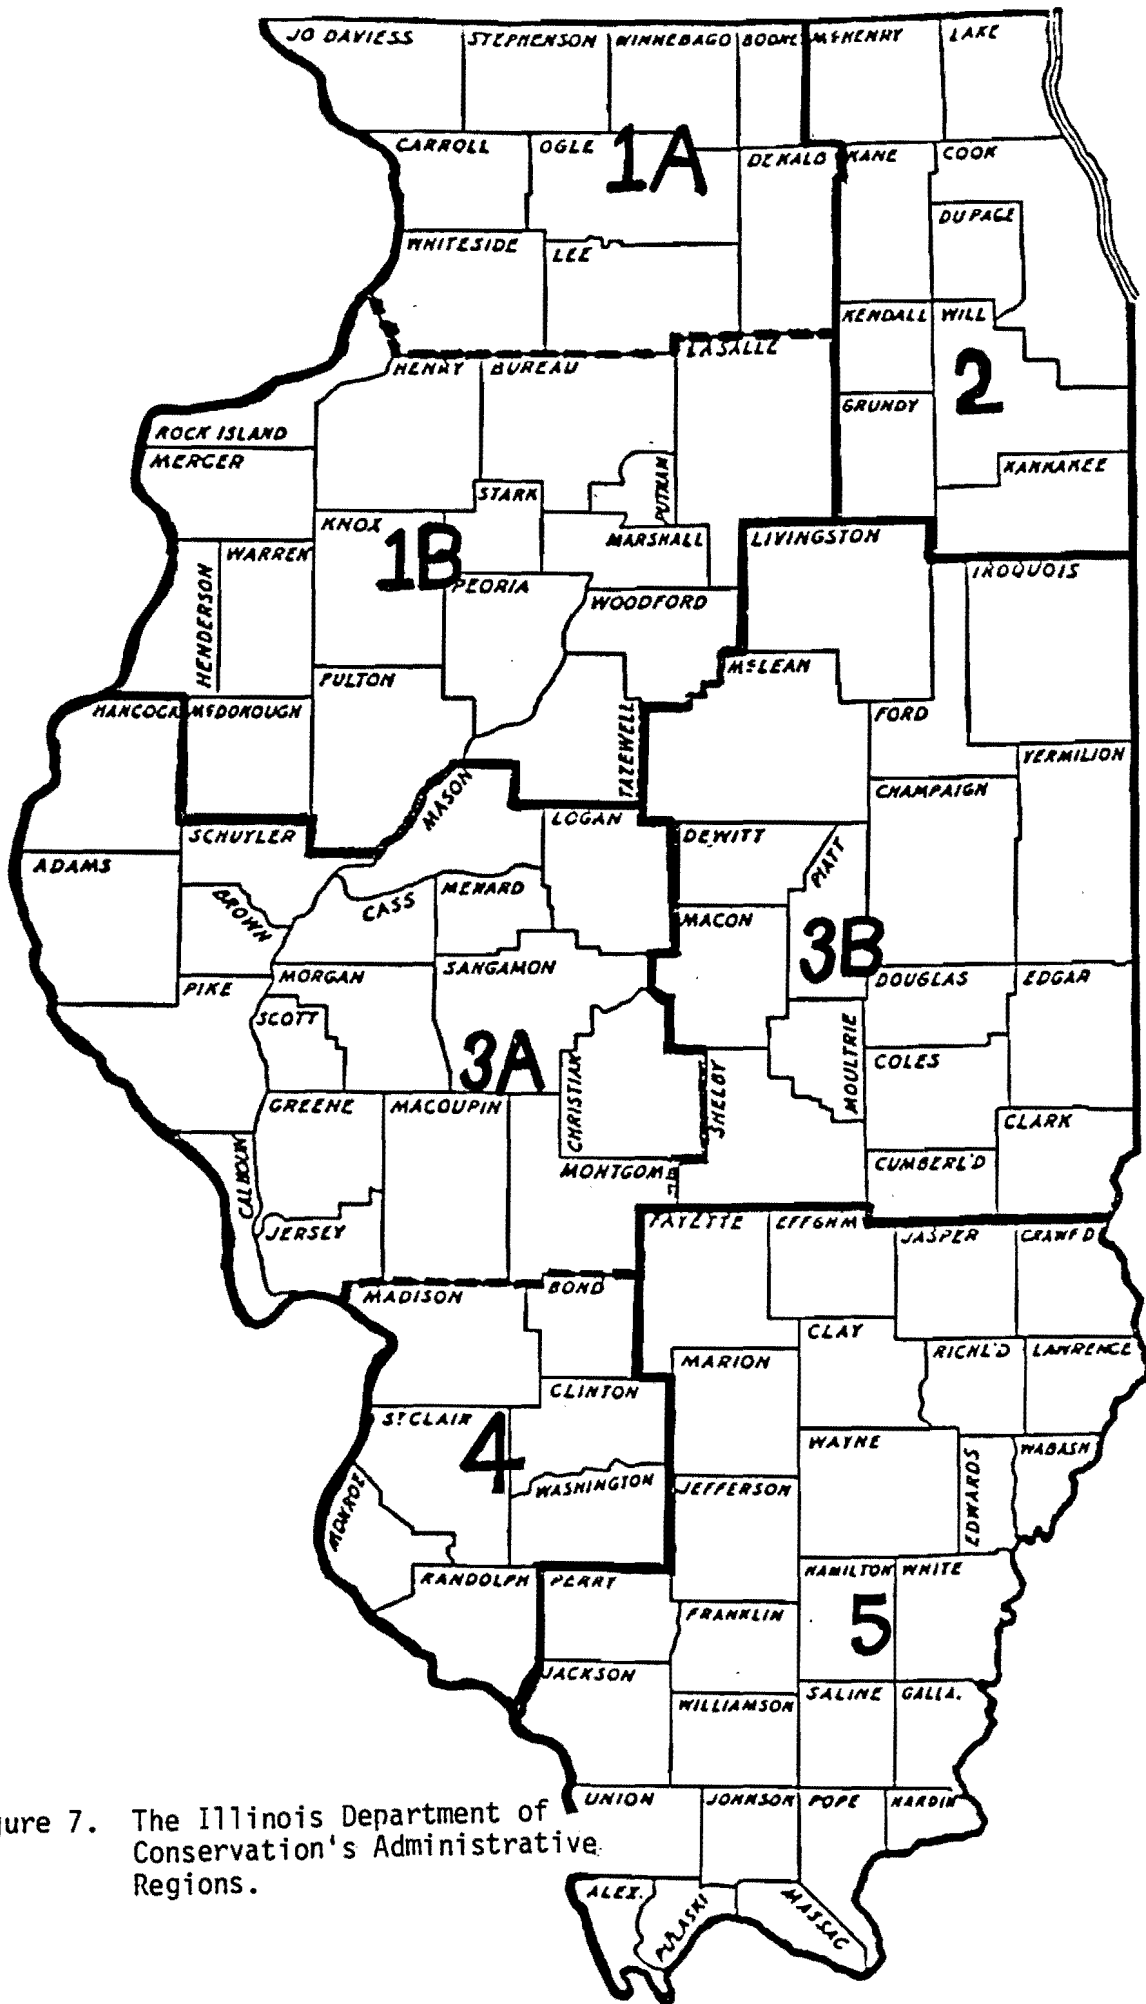 JO DAVIESS STEPHENSON WINNEBAGO BOONE McHENRY LAKE
CARROLL OGLE 1A DEKALB KANE COOK
DU PAGE
WHITESIDE LEE
KENDALL WILL
LASALLE
HENRY BUREAU
2
GRUNDY
ROCK ISLAND
MERCER
KANKAKEE
PUTNAM
STARK
KNOX
1B
MARSHALL
LIVINGSTON
WARREN
HENDERSON
PEORIA
WOODFORD
IROQUOIS
McLEAN
FULTON
HANCOCK McDONOUGH
FORD
TAZEWELL
VERMILION
MASON
CHAMPAIGN
LOGAN
SCHUYLER
DEWITT
PIATT
ADAMS
MENARD
CASS
BROWN
MACON
3B
SANGAMON
MORGAN
DOUGLAS
EDGAR
PIKE
SCOTT
3A
CHRISTIAN
SHELBY
MOULTRIE
COLES
GREENE MACOUPIN
CLARK
MONTGOM
CUMBERL'D
CALHOUN
JERSEY
FAYETTE EFFGHM
JASPER CRAWF'D
MADISON
BOND
CLAY
RICHL'D LAWRENCE
MARION
CLINTON
ST CLAIR
4
WAYNE
EDWARDS
WABASH
MONROE
WASHINGTON
JEFFERSON
RANDOLPH PERRY
HAMILTON WHITE
5
FRANKLIN
JACKSON
WILLIAMSON
SALINE GALLA.
UNION JOHNSON POPE HARDIN
ALEX.
PULASKI
MASSAC
gure 7. The Illinois Department of
Conservation's Administrative
Regions.